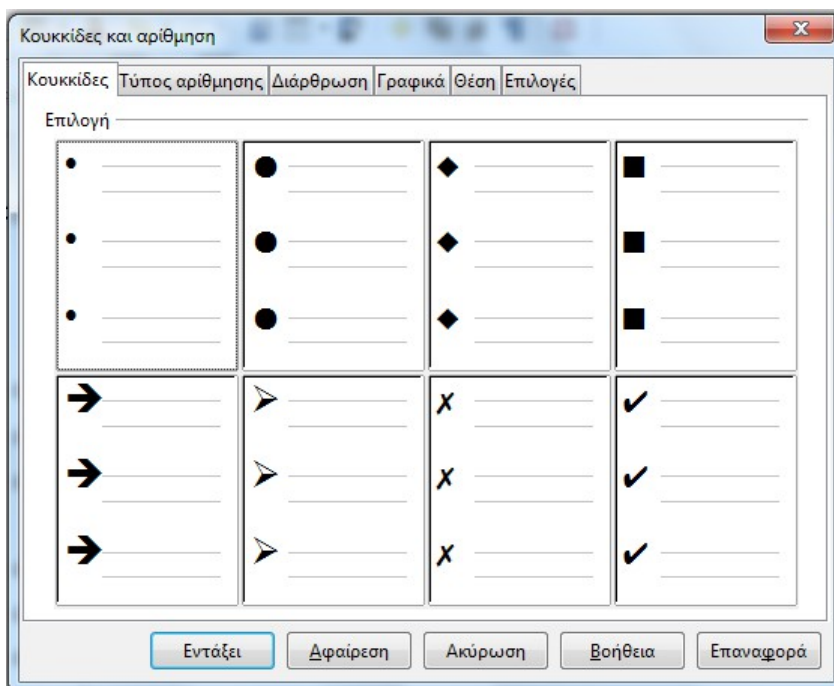 Κουκκίδες και αρίθμηση
Κουκκίδες Τύπος αρίθμησης Διάρθρωση Γραφικά Θέση Επιλογές
Επιλογή
Εντάξει Αφαίρεση Ακύρωση Βοήθεια Επαναφορά